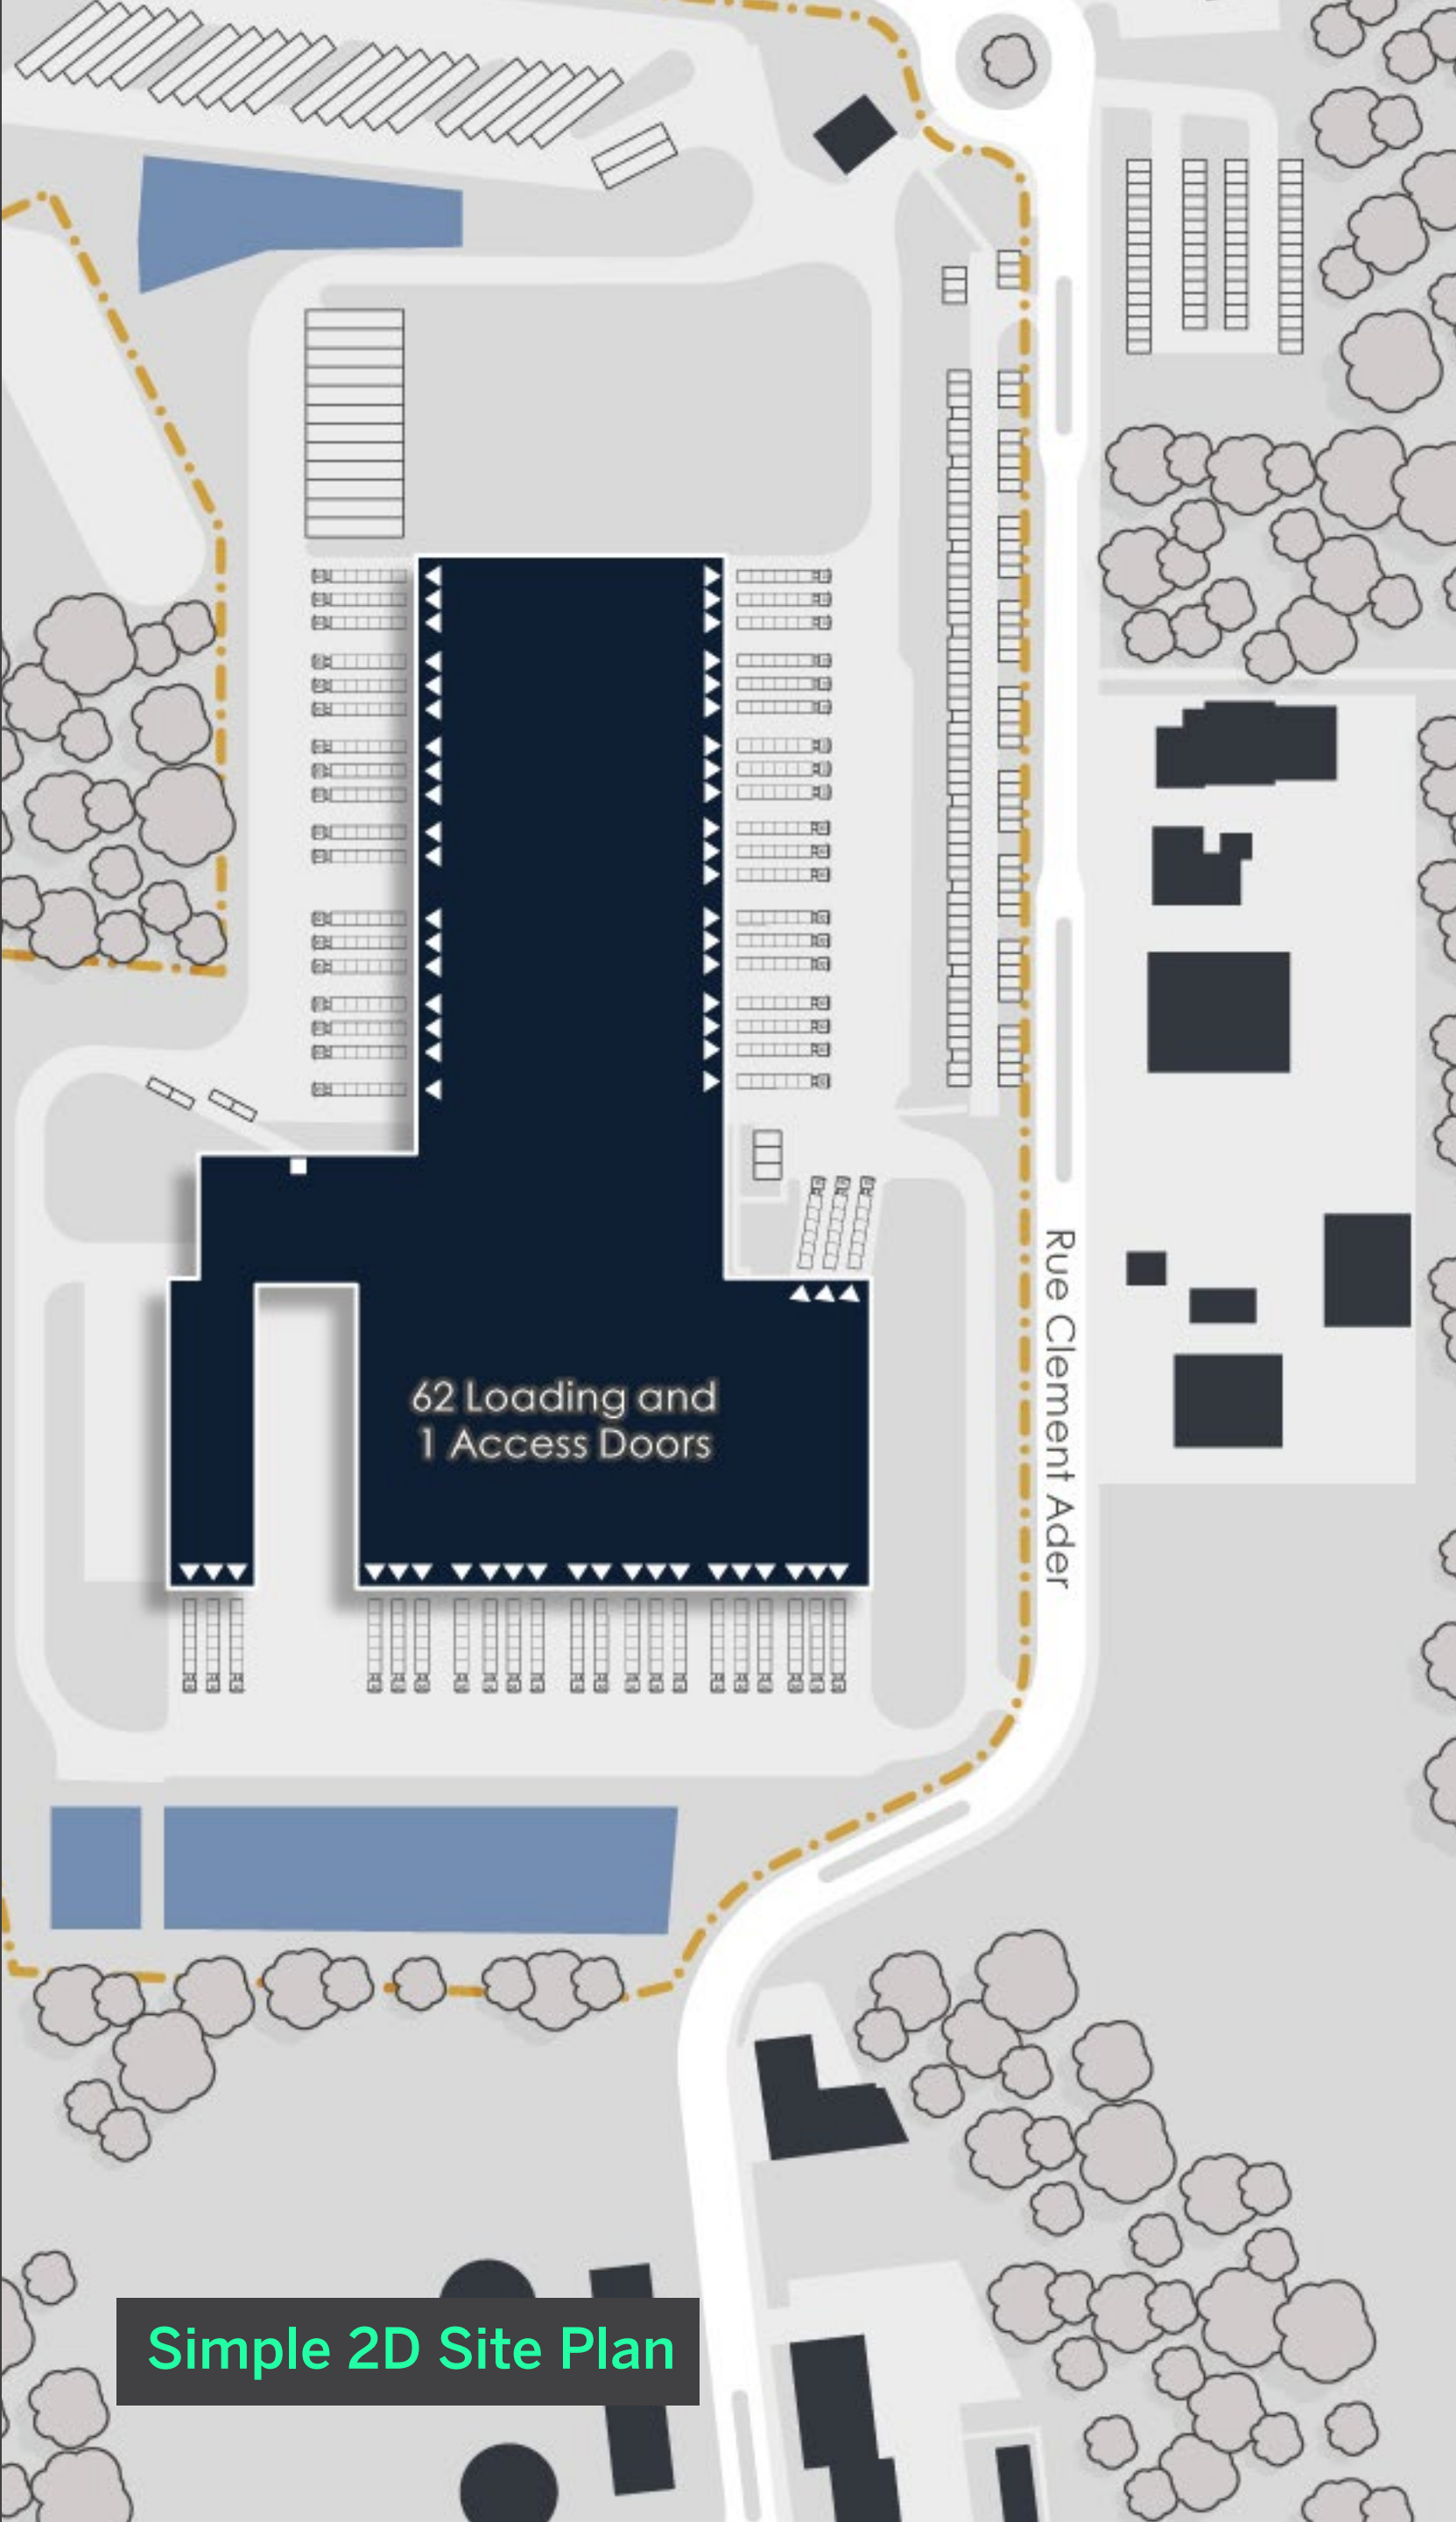 62 Loading and
1 Access Doors
Rue Clement Ader
Simple 2D Site Plan